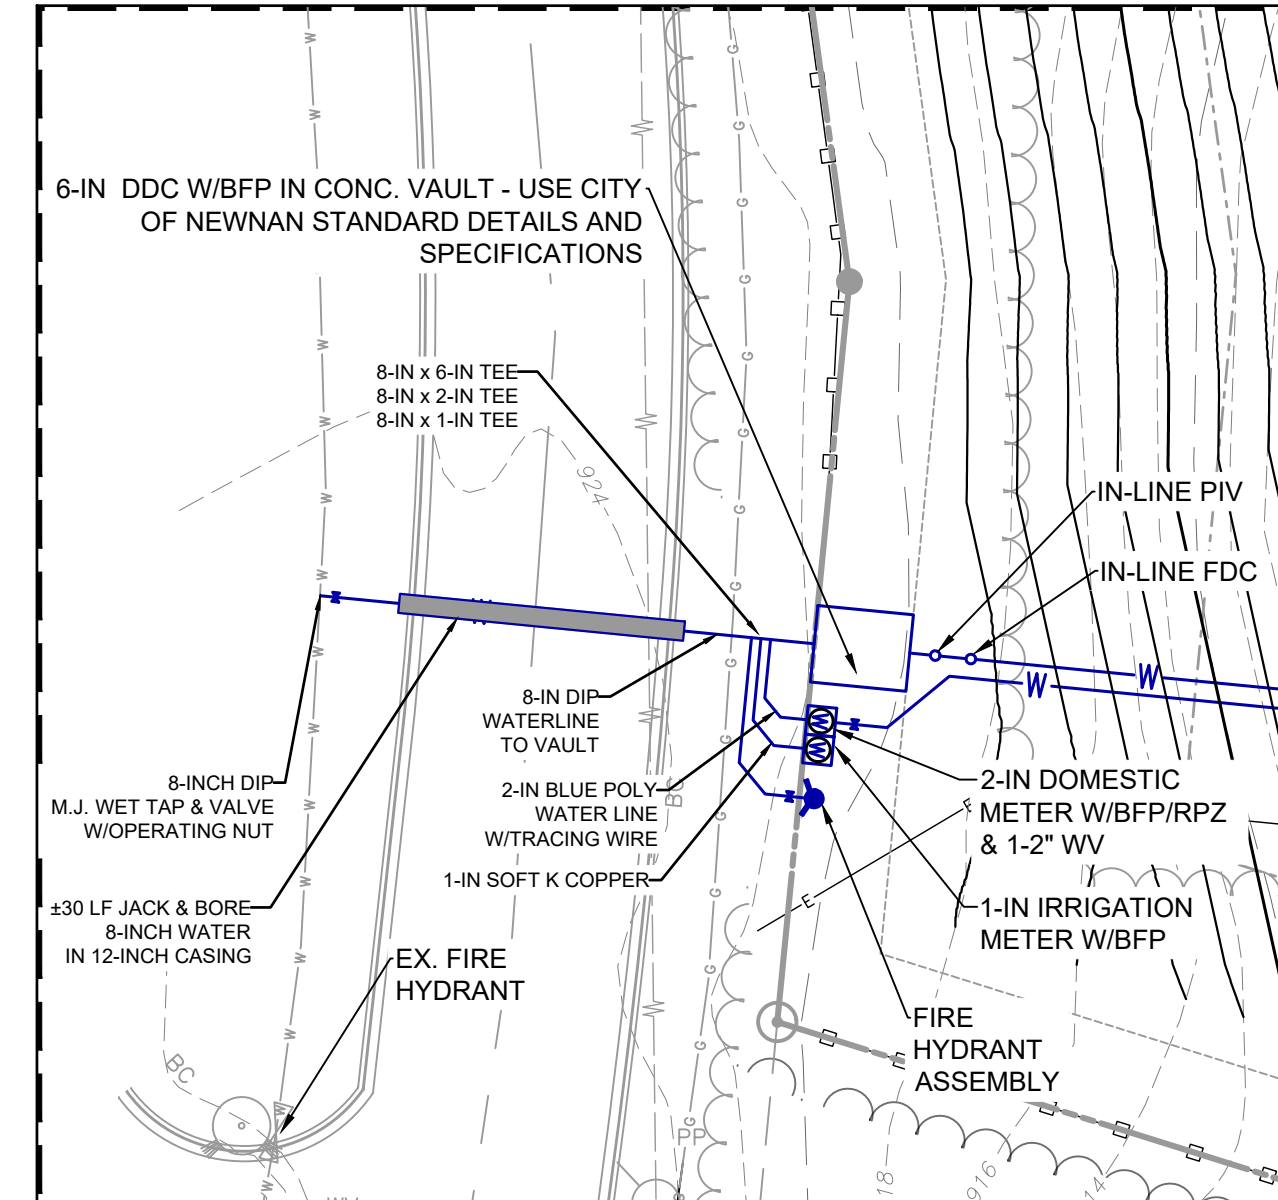 6-IN DDC W/BFP IN CONC. VAULT - USE CITY
OF NEWNAN STANDARD DETAILS AND
SPECIFICATIONS
8-IN x 6-IN TEE
8-IN x 2-IN TEE
8-IN x 1-IN TEE
924
IN-LINE PIV
IN-LINE FDC
W
W
W
8-IN DIP
WATERLINE
TO VAULT
8-INCH DIP
M.J. WET TAP & VALVE
W/OPERATING NUT
2-IN BLUE POLY
WATER LINE
W/TRACING WIRE
BC
1-IN SOFT K COPPER
2-IN DOMESTIC
METER W/BFP/RPZ
& 1-2" WV
E
E
±30 LF JACK & BORE
8-INCH WATER
IN 12-INCH CASING
1-IN IRRIGATION
METER W/BFP
EX. FIRE
HYDRANT
FIRE
HYDRANT
ASSEMBLY
BC
PP
18
916
14